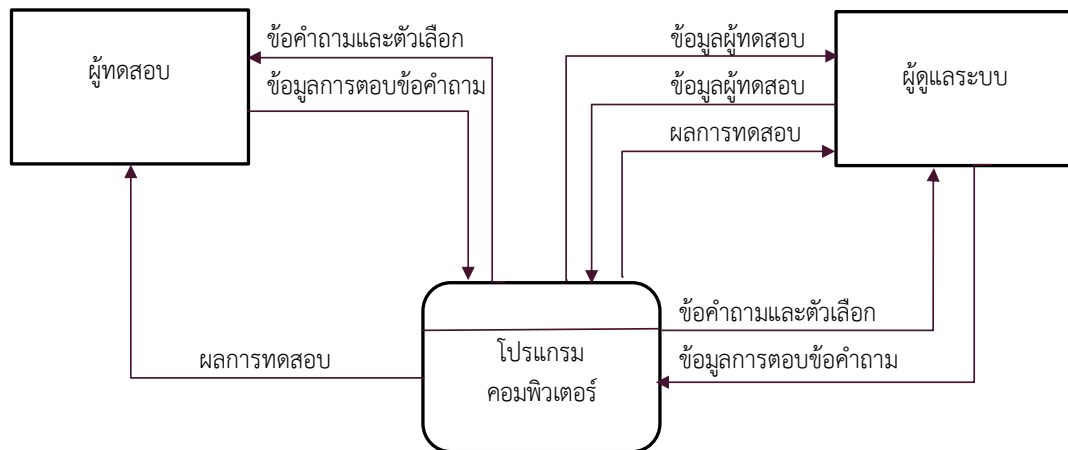 ผู้ทดสอบ
ข้อคำถามและตัวเลือก
ข้อมูลการตอบข้อคำถาม
ข้อมูลผู้ทดสอบ
ข้อมูลผู้ทดสอบ
ผลการทดสอบ
ผู้ดูแลระบบ
ผลการทดสอบ
โปรแกรม
คอมพิวเตอร์
ข้อคำถามและตัวเลือก
ข้อมูลการตอบข้อคำถาม